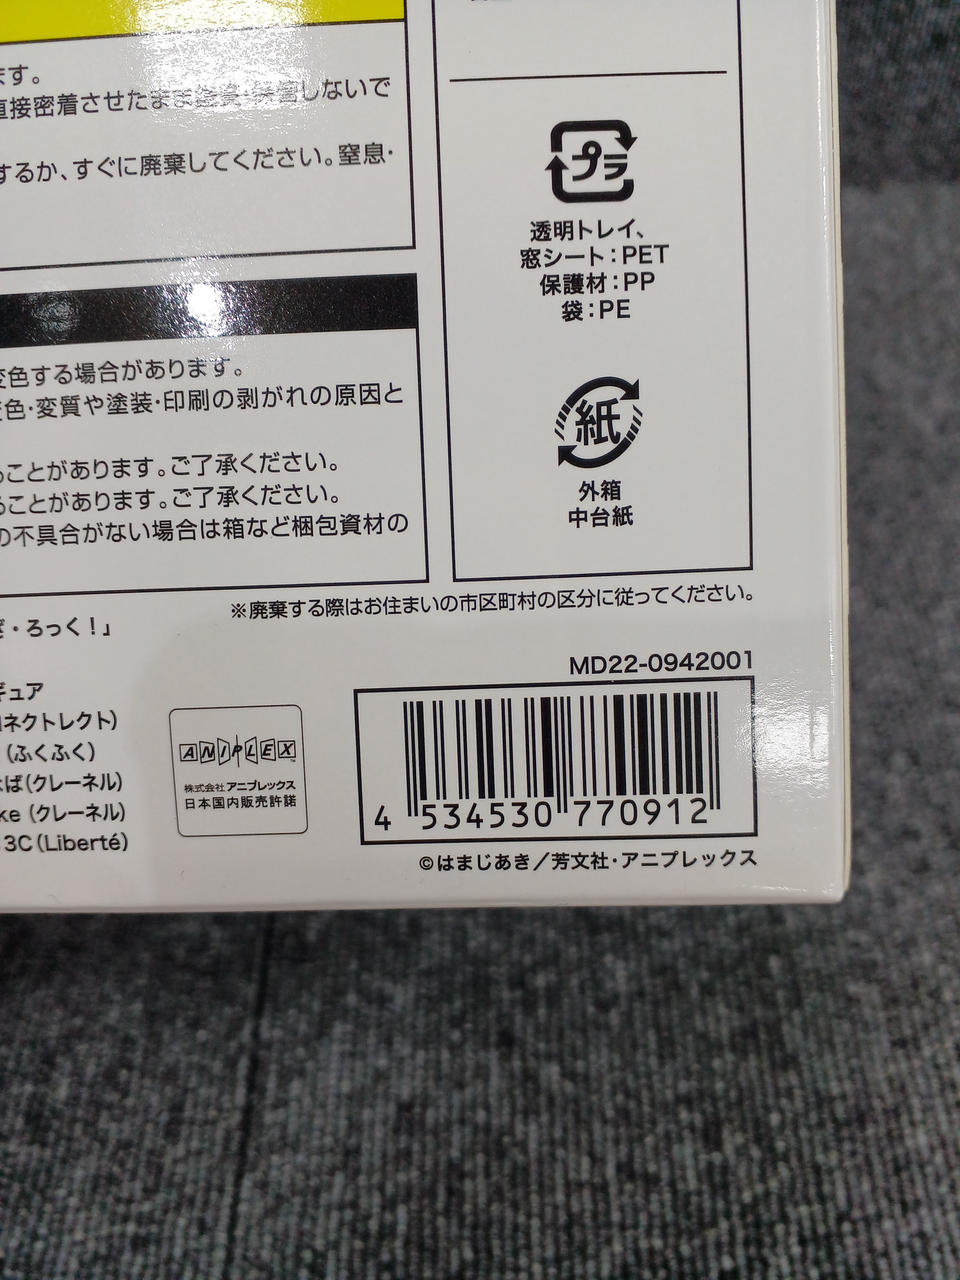 ます。
直接密着させたまま
しないで
するか、すぐに廃棄してください。窒息・
変色する場合があります。
変色・変質や塗装・印刷の剥がれの原因と
ることがあります。ご了承ください。
ることがあります。ご了承ください。
の不具合がない場合は箱など梱包資材の
プラ
透明トレイ、
窓シート：PET
保護材：PP
袋：PE
紙
外箱
中台紙
※廃棄する際はお住まいの市区町村の区分に従ってください。
・ろっく！」
ギュア
ネクトレクト）
（ふくふく）
ば（クレーネル）
ke（クレーネル）
3C（Liberté）
ANIPLEX™
株式会社アニプレックス
日本国内販売許諾
MD22-0942001
4 534530 770912
©はまじあき／芳文社・アニプレックス